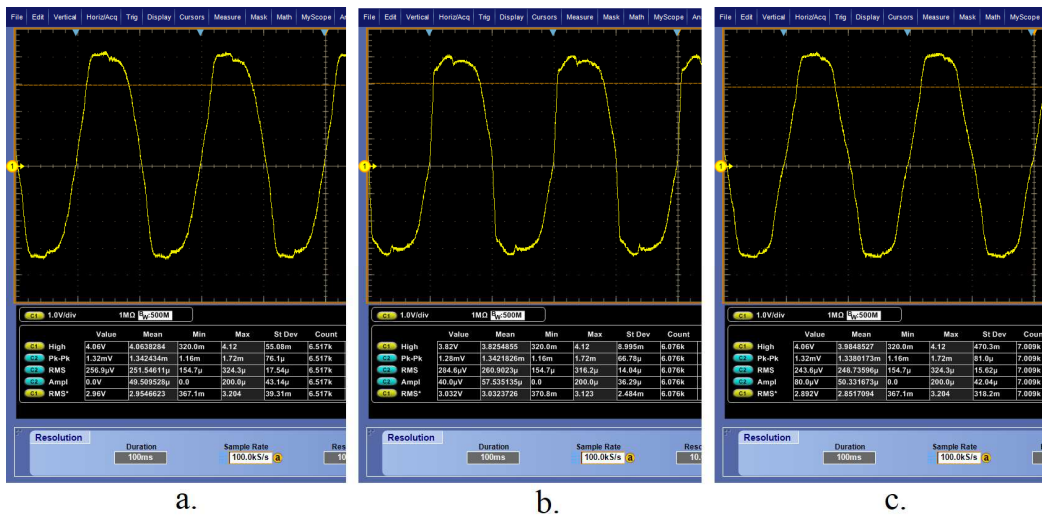 File Edit Vertical Horiz/Acq Trig Display Cursors Measure Mask Math MyScope
1
C1 1.0V/div 1MΩ BW:500M
Value Mean Min Max St Dev Count
C1 High 4.06V 4.0638284 320.0m 4.12 55.08m 6.517k
C2 Pk-Pk 1.32mV 1.342434m 1.16m 1.72m 76.1µ 6.517k
C2 RMS 256.9µV 251.54611µ 154.7µ 324.3µ 17.54µ 6.517k
C2 Ampl 0.0V 49.509528µ 0.0 200.0µ 43.14µ 6.517k
C1 RMS* 2.96V 2.9546623 367.1m 3.204 39.31m 6.517k
Resolution
Duration Sample Rate
100ms 100.0kS/s a
a.
File Edit Vertical Horiz/Acq Trig Display Cursors Measure Mask Math MyScope
1
C1 1.0V/div 1MΩ BW:500M
Value Mean Min Max St Dev Count
C1 High 3.82V 3.8254855 320.0m 4.12 8.995m 6.076k
C2 Pk-Pk 1.28mV 1.3421826m 1.16m 1.72m 66.78µ 6.076k
C2 RMS 284.6µV 260.9023µ 154.7µ 316.2µ 14.04µ 6.076k
C2 Ampl 40.0µV 57.535135µ 0.0 200.0µ 36.29µ 6.076k
C1 RMS* 3.032V 3.0323726 370.8m 3.123 2.484m 6.076k
Resolution
Duration Sample Rate
100ms 100.0kS/s a
b.
File Edit Vertical Horiz/Acq Trig Display Cursors Measure Mask Math MyScope
1
C1 1.0V/div 1MΩ BW:500M
Value Mean Min Max St Dev Count
C1 High 4.06V 3.9848527 320.0m 4.12 470.3m 7.009k
C2 Pk-Pk 1.32mV 1.3380173m 1.16m 1.72m 81.0µ 7.009k
C2 RMS 243.6µV 248.73596µ 154.7µ 324.3µ 15.62µ 7.009k
C2 Ampl 80.0µV 50.331673µ 0.0 200.0µ 42.04µ 7.009k
C1 RMS* 2.892V 2.8517094 367.1m 3.204 318.2m 7.009k
Resolution
Duration Sample Rate
100ms 100.0kS/s a
c.